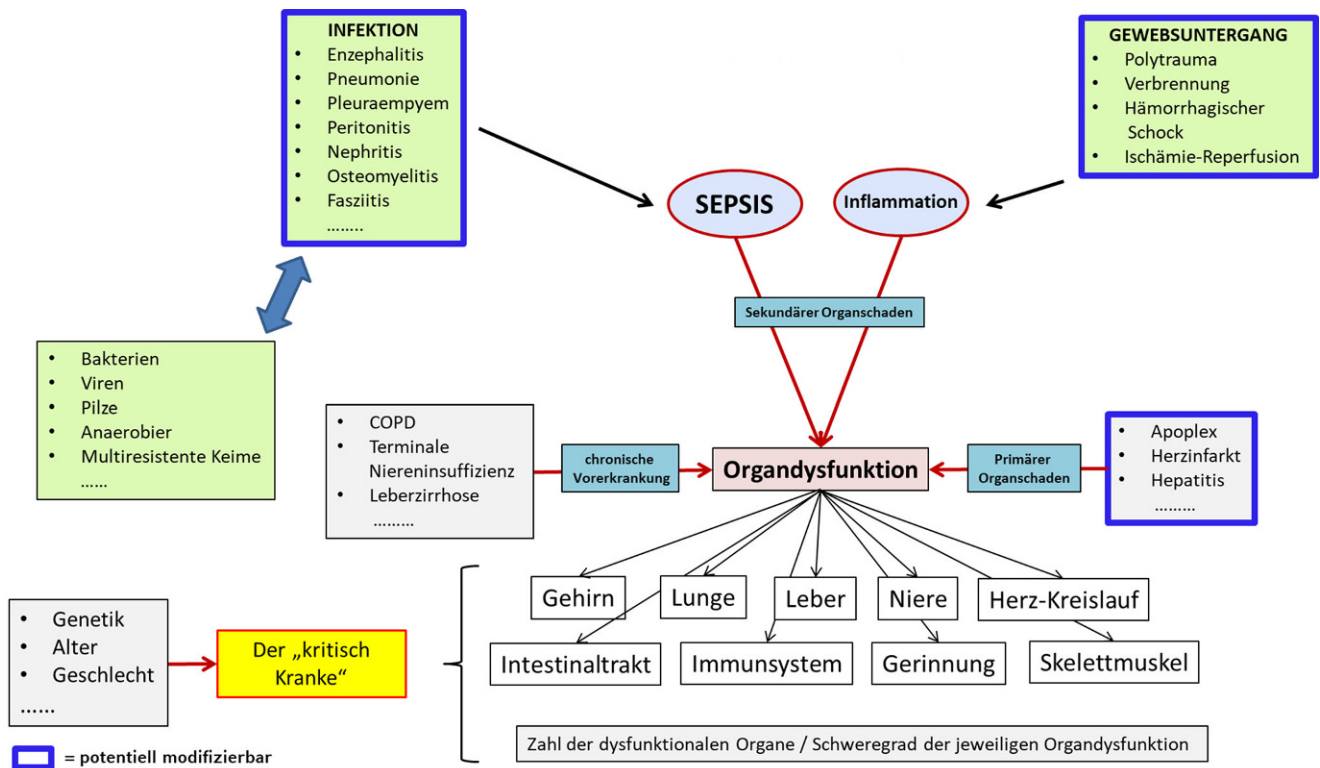 INFEKTION
• Enzephalitis
• Pneumonie
• Pleuraempyem
• Peritonitis
• Nephritis
• Osteomyelitis
• Fasziitis
……..
GEWEBSUNTERGANG
• Polytrauma
• Verbrennung
• Hämorrhagischer
Schock
• Ischämie-Reperfusion
SEPSIS
Inflammation
Sekundärer Organschaden
• Bakterien
• Viren
• Pilze
• Anaerobier
• Multiresistente Keime
……
• COPD
• Terminale
Niereninsuffizienz
• Leberzirrhose
………
chronische
Vorerkrankung
Organdysfunktion
Primärer
Organschaden
• Apoplex
• Herzinfarkt
• Hepatitis
………
Gehirn
Lunge
Leber
Niere
Herz-Kreislauf
Intestinaltrakt
Immunsystem
Gerinnung
Skelettmuskel
• Genetik
• Alter
• Geschlecht
……
Der „kritisch
Kranke“
Zahl der dysfunktionalen Organe / Schweregrad der jeweiligen Organdysfunktion
= potentiell modifizierbar